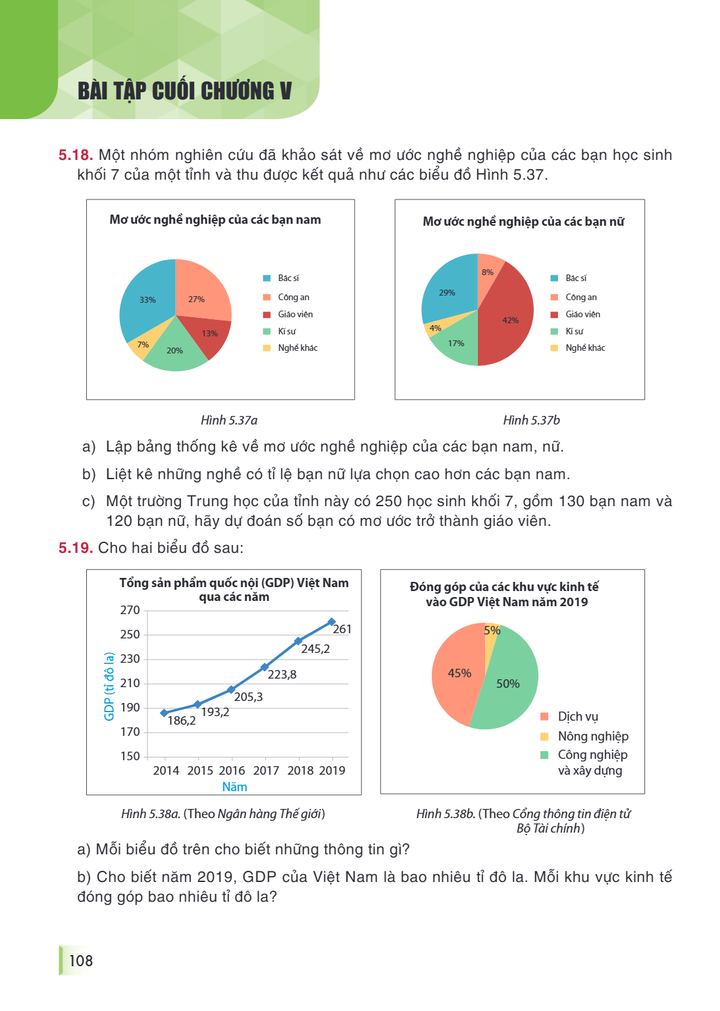 BÀI TẬP CUỐI CHƯƠNG V
5.18. Một nhóm nghiên cứu đã khảo sát về mơ ước nghề nghiệp của các bạn học sinh
khối 7 của một tỉnh và thu được kết quả như các biểu đồ Hình 5.37.
Mơ ước nghề nghiệp của các bạn nam
33%
27%
13%
20%
7%
Bác sĩ
Công an
Giáo viên
Kĩ sư
Nghề khác
Mơ ước nghề nghiệp của các bạn nữ
29%
8%
42%
17%
4%
Bác sĩ
Công an
Giáo viên
Kĩ sư
Nghề khác
Hình 5.37a
Hình 5.37b
a) Lập bảng thống kê về mơ ước nghề nghiệp của các bạn nam, nữ.
b) Liệt kê những nghề có tỉ lệ bạn nữ lựa chọn cao hơn các bạn nam.
c) Một trường Trung học của tỉnh này có 250 học sinh khối 7, gồm 130 bạn nam và
120 bạn nữ, hãy dự đoán số bạn có mơ ước trở thành giáo viên.
5.19. Cho hai biểu đồ sau:
Tổng sản phẩm quốc nội (GDP) Việt Nam
qua các năm
GDP (tỉ đô la)
270
250
230
210
190
170
150
186,2
193,2
205,3
223,8
245,2
261
2014 2015 2016 2017 2018 2019
Năm
Đóng góp của các khu vực kinh tế
vào GDP Việt Nam năm 2019
5%
45%
50%
Dịch vụ
Nông nghiệp
Công nghiệp
và xây dựng
Hình 5.38a. (Theo Ngân hàng Thế giới)
Hình 5.38b. (Theo Cổng thông tin điện tử
Bộ Tài chính)
a) Mỗi biểu đồ trên cho biết những thông tin gì?
b) Cho biết năm 2019, GDP của Việt Nam là bao nhiêu tỉ đô la. Mỗi khu vực kinh tế
đóng góp bao nhiêu tỉ đô la?
108